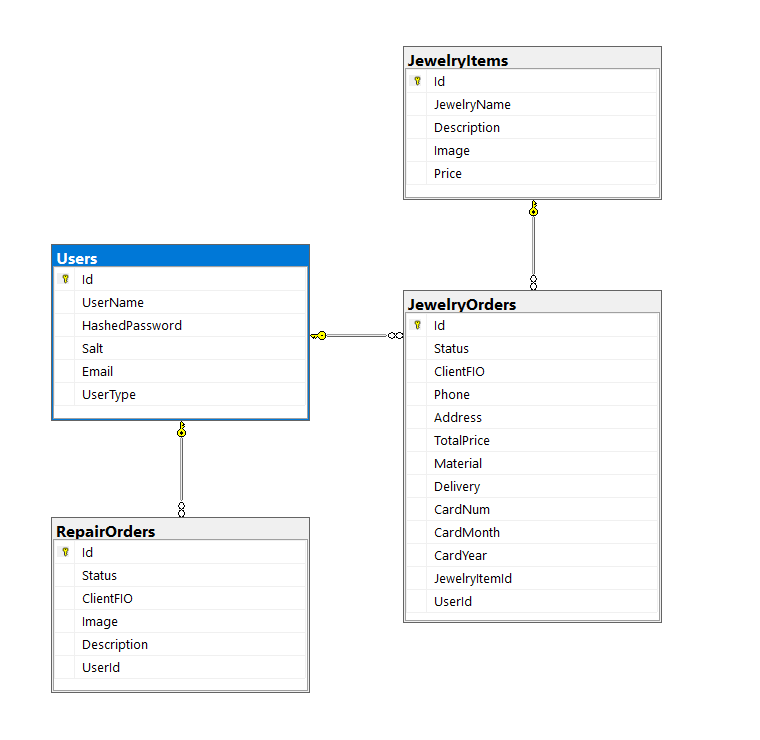 JewelryItems
Id
JewelryName
Description
Image
Price
Users
Id
UserName
HashedPassword
Salt
Email
UserType
JewelryOrders
Id
Status
ClientFIO
Phone
Address
TotalPrice
Material
Delivery
CardNum
CardMonth
CardYear
JewelryItemId
UserId
RepairOrders
Id
Status
ClientFIO
Image
Description
UserId